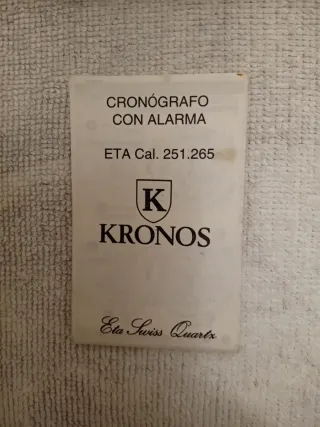 CRONÓGRAFO
CON ALARMA
ETA Cal. 251.265
K
KRONOS
Eta Swiss Quartz